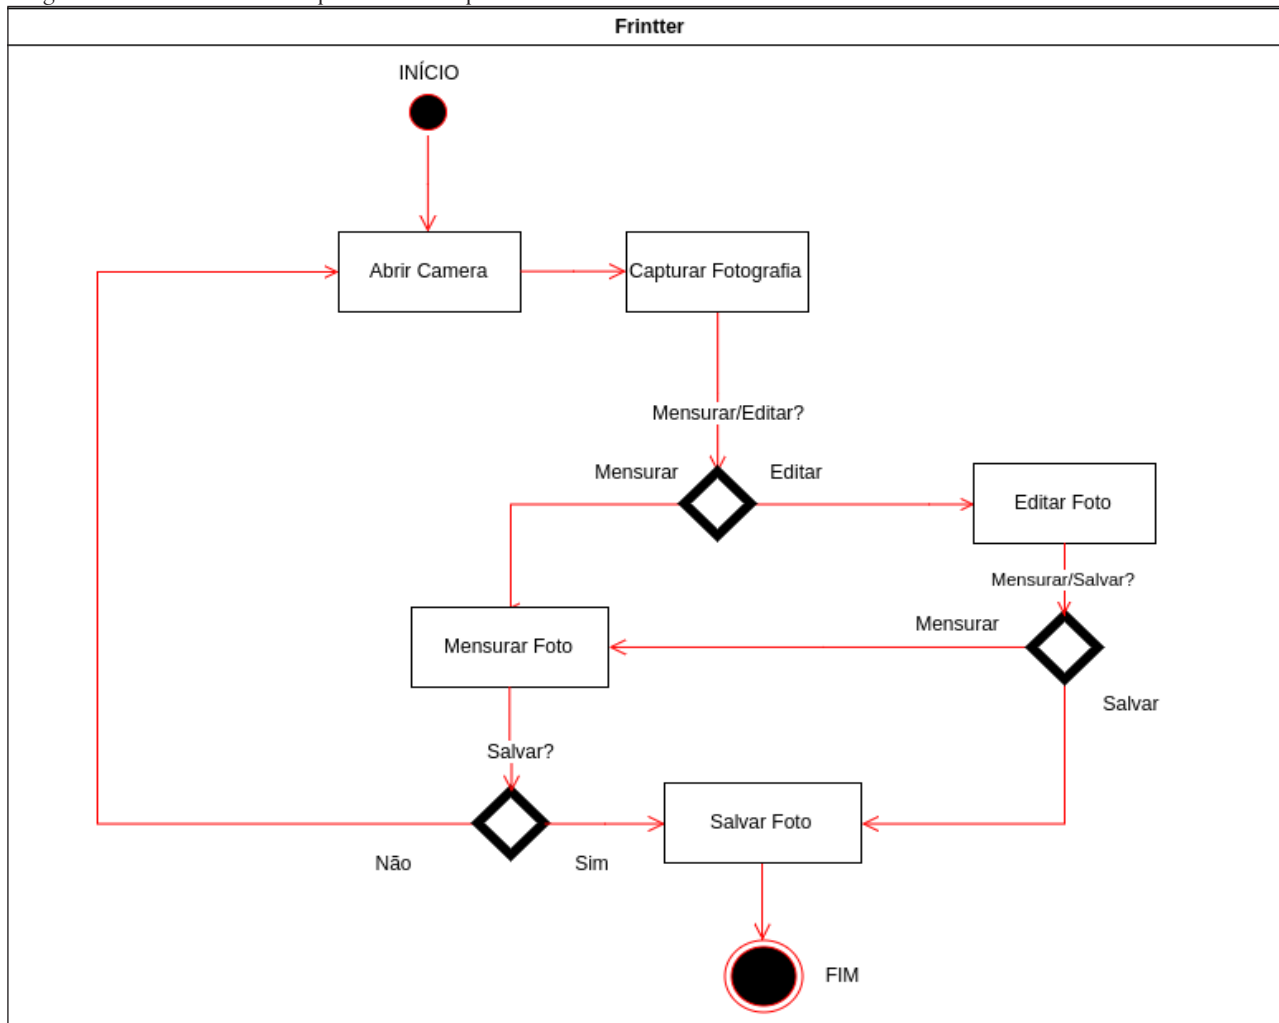 Frintter
INÍCIO
Abrir Camera
Capturar Fotografia
Mensurar/Editar?
Mensurar
Editar
Editar Foto
Mensurar/Salvar?
Mensurar
Mensurar Foto
Salvar
Salvar?
Salvar Foto
Não
Sim
FIM